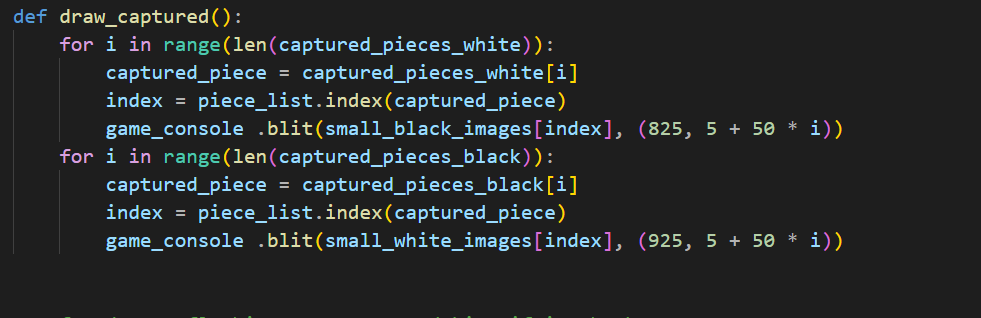 def draw_captured():
    for i in range(len(captured_pieces_white)):
        captured_piece = captured_pieces_white[i]
        index = piece_list.index(captured_piece)
        game_console .blit(small_black_images[index], (825, 5 + 50 * i))
    for i in range(len(captured_pieces_black)):
        captured_piece = captured_pieces_black[i]
        index = piece_list.index(captured_piece)
        game_console .blit(small_white_images[index], (925, 5 + 50 * i))